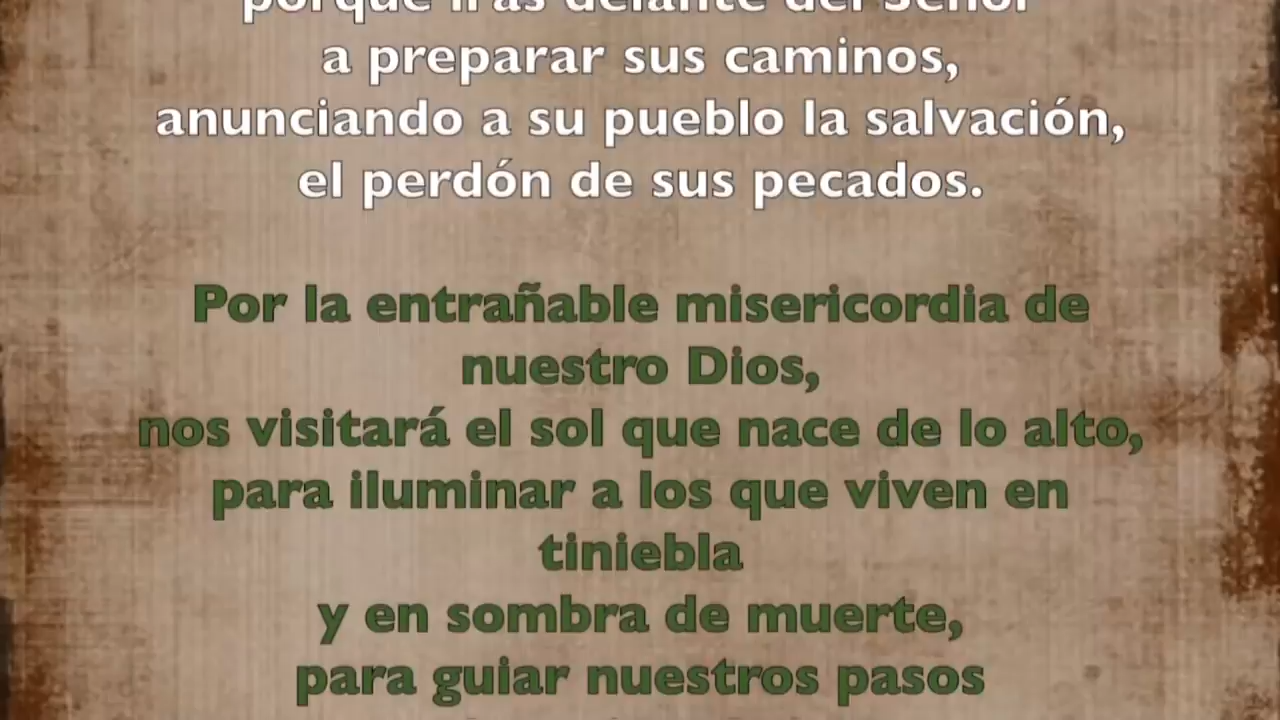 porque irás delante del Señor
a preparar sus caminos,
anunciando a su pueblo la salvación,
el perdón de sus pecados.
Por la entrañable misericordia de
nuestro Dios,
nos visitará el sol que nace de lo alto,
para iluminar a los que viven en
tiniebla
y en sombra de muerte,
para guiar nuestros pasos